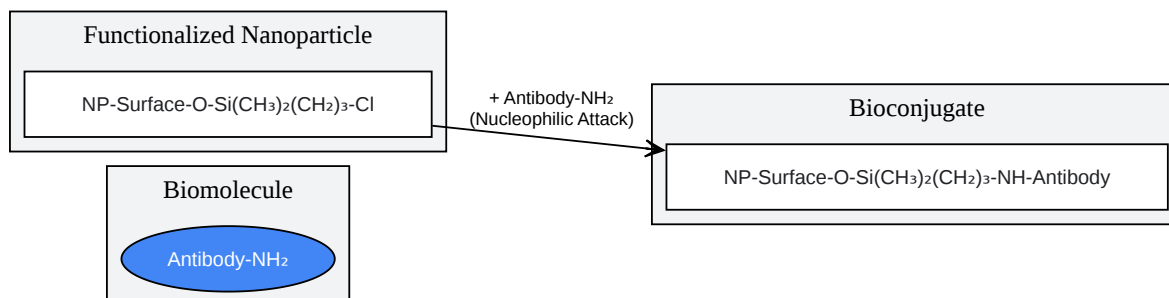 Functionalized Nanoparticle
NP-Surface-O-Si(CH₃)₂(CH₂)₃-Cl
+ Antibody-NH₂
(Nucleophilic Attack)
Bioconjugate
NP-Surface-O-Si(CH₃)₂(CH₂)₃-NH-Antibody
Biomolecule
Antibody-NH₂